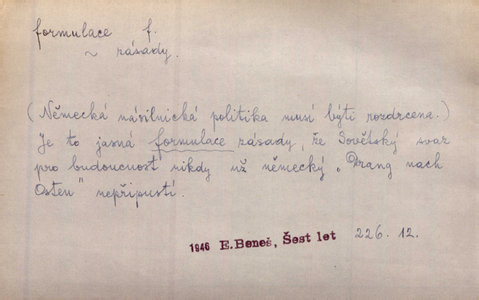 formulace f.
~ zásady.
(Německá násilnická politika musí býti rozdrcena.)
Je to jasná formulace zásady, že Sovětský svaz
pro budoucnost nikdy už německý „Drang nach
Osten" nepřipustí.
1946 E. Beneš, Šest let 226. 12.